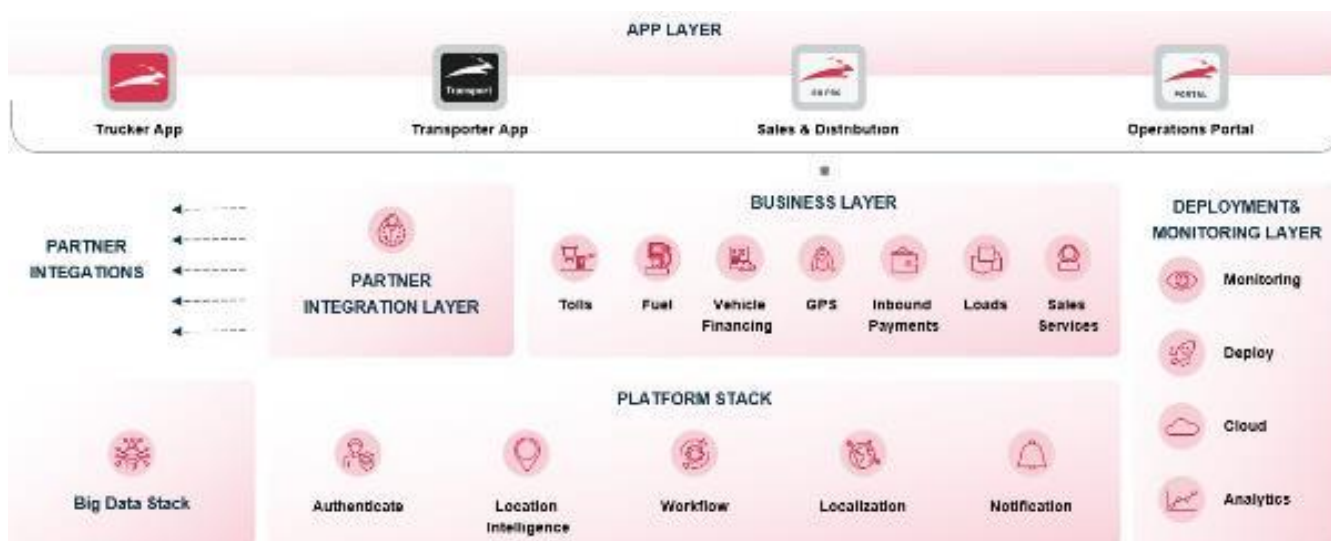 APP LAYER
Transport
PORTAL
Trucker App
Transporter App
Sales & Distribution
Operations Portal
PARTNER
INTEGATIONS
PARTNER
INTEGRATION LAYER
BUSINESS LAYER
Tolls
Fuel
Vehicle
Financing
GPS
Inbound
Payments
Loads
Sales
Services
DEPLOYMENT&
MONITORING LAYER
Monitoring
Deploy
Cloud
Analytics
Big Data Stack
PLATFORM STACK
Authenticate
Location
Intelligence
Workflow
Localization
Notification